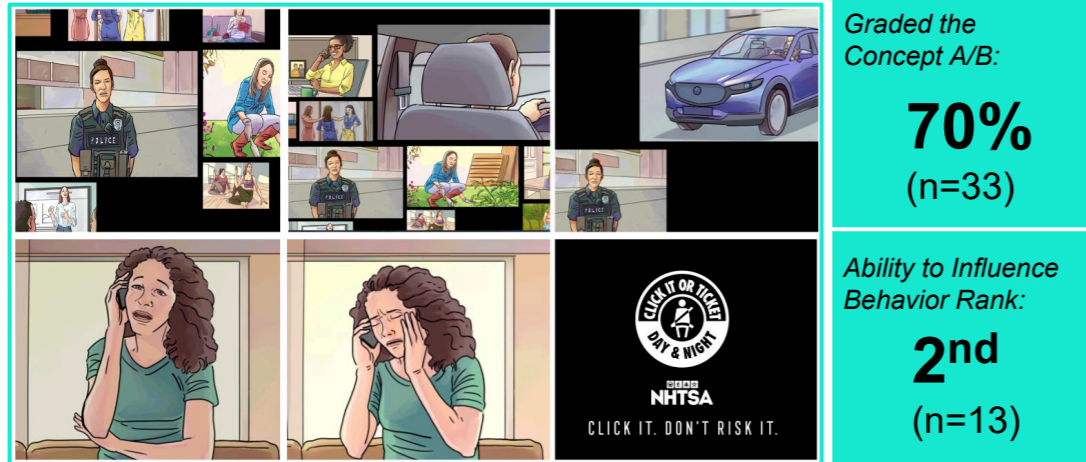 POLICE
POLICE
POLICE
CLICK IT OR TICKET
DAY & NIGHT
NHTSA
CLICK IT. DON'T RISK IT.
Graded the
Concept A/B:
70%
(n=33)
Ability to Influence
Behavior Rank:
2nd
(n=13)